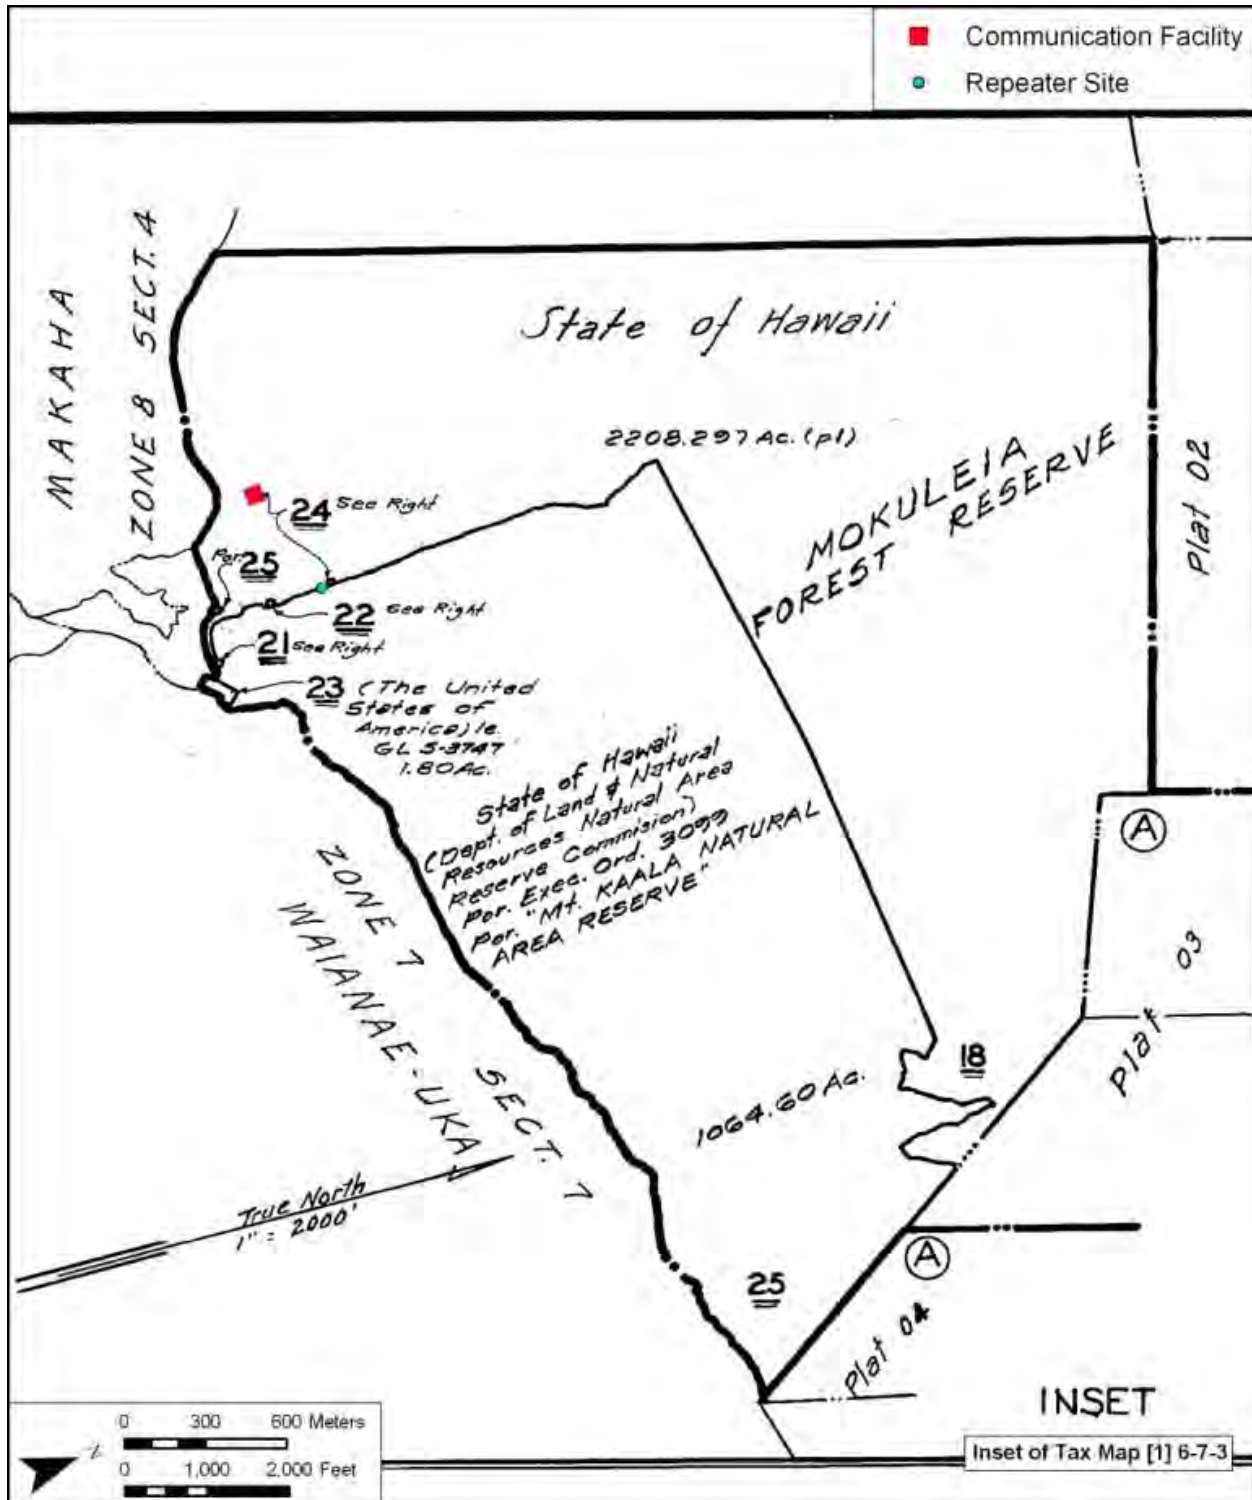 Communication Facility
Repeater Site
MAKAHA
ZONE 8 SECT. 4
State of Hawaii
2208.297 Ac. (pl)
MOKULEIA
FOREST RESERVE
Plat 02
24 See Right
Por. 25
22 See Right
21 See Right
23 (The United
States of
America) le.
GL S-3747
1.80 Ac.
State of Hawaii
(Dept. of Land & Natural
Resources Natural Area
Reserve Commision)
Por. Exec. Ord. 3099
Por. "Mt. KAALA NATURAL
AREA RESERVE"
A
Plat 03
ZONE 7
SECT. 7
WAIANAE-UKA
18
1064.60 Ac.
True North
1" = 2000'
A
25
Plat 04
INSET
Inset of Tax Map [1] 6-7-3
0 300 600 Meters
0 1,000 2,000 Feet